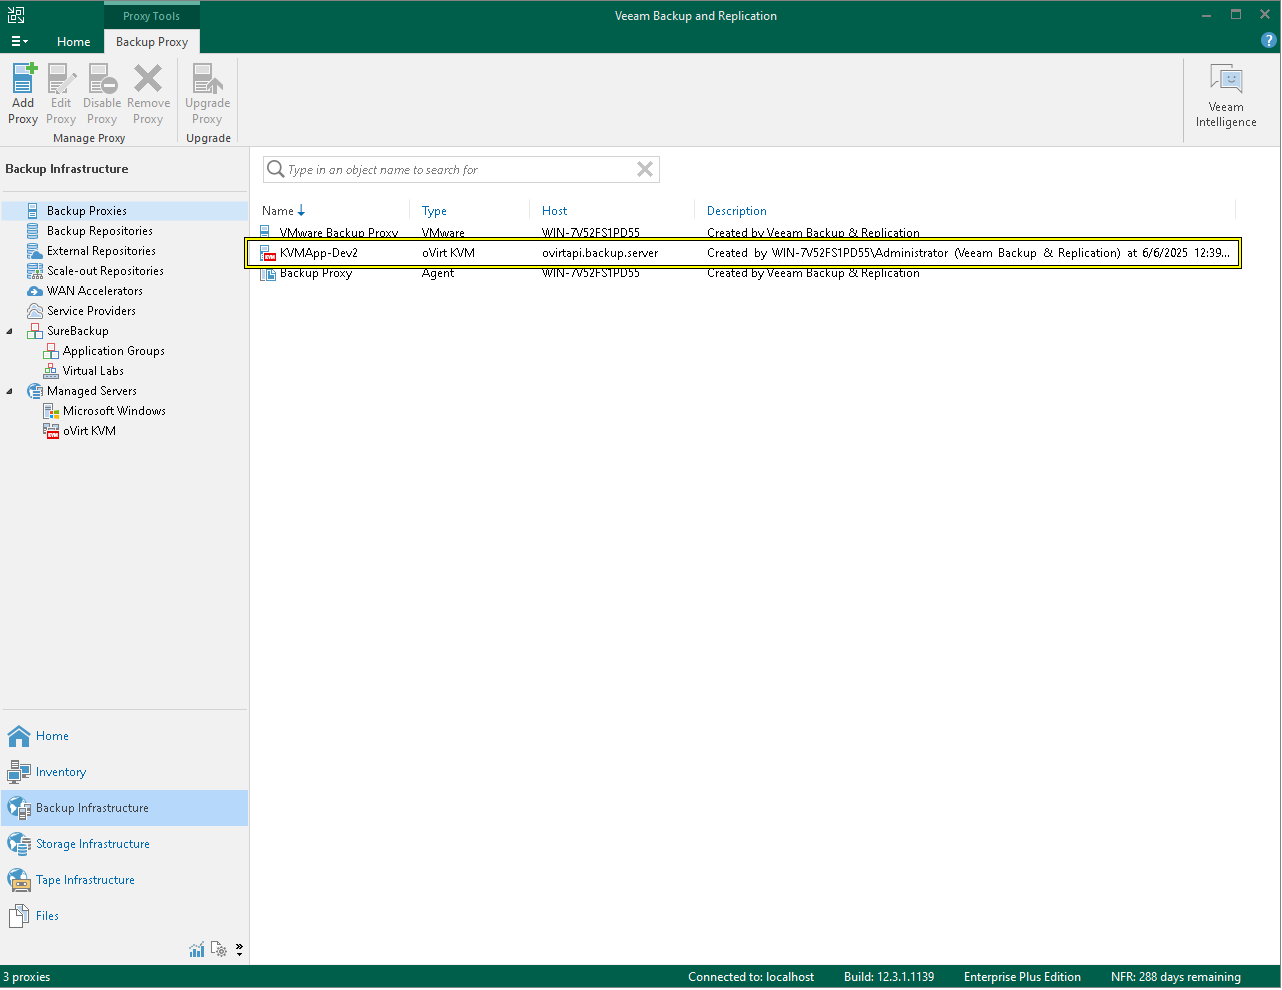 Proxy Tools
Veeam Backup and Replication
Home
Backup Proxy
?
Add Proxy
Edit Proxy
Disable Proxy
Remove Proxy
Upgrade Proxy
Manage Proxy
Upgrade
Veeam Intelligence
Backup Infrastructure
Type in an object name to search for
Backup Proxies
Backup Repositories
External Repositories
Scale-out Repositories
WAN Accelerators
Service Providers
SureBackup
Application Groups
Virtual Labs
Managed Servers
Microsoft Windows
oVirt KVM
Name Type Host Description
VMware Backup Proxy VMware WIN-7V52FS1PD55 Created by Veeam Backup & Replication
KVMApp-Dev2 oVirt KVM ovirtapi.backup.server Created by WIN-7V52FS1PD55\Administrator (Veeam Backup & Replication) at 6/6/2025 12:39...
Backup Proxy Agent WIN-7V52FS1PD55 Created by Veeam Backup & Replication
Home
Inventory
Backup Infrastructure
Storage Infrastructure
Tape Infrastructure
Files
3 proxies
Connected to: localhost
Build: 12.3.1.1139
Enterprise Plus Edition
NFR: 288 days remaining